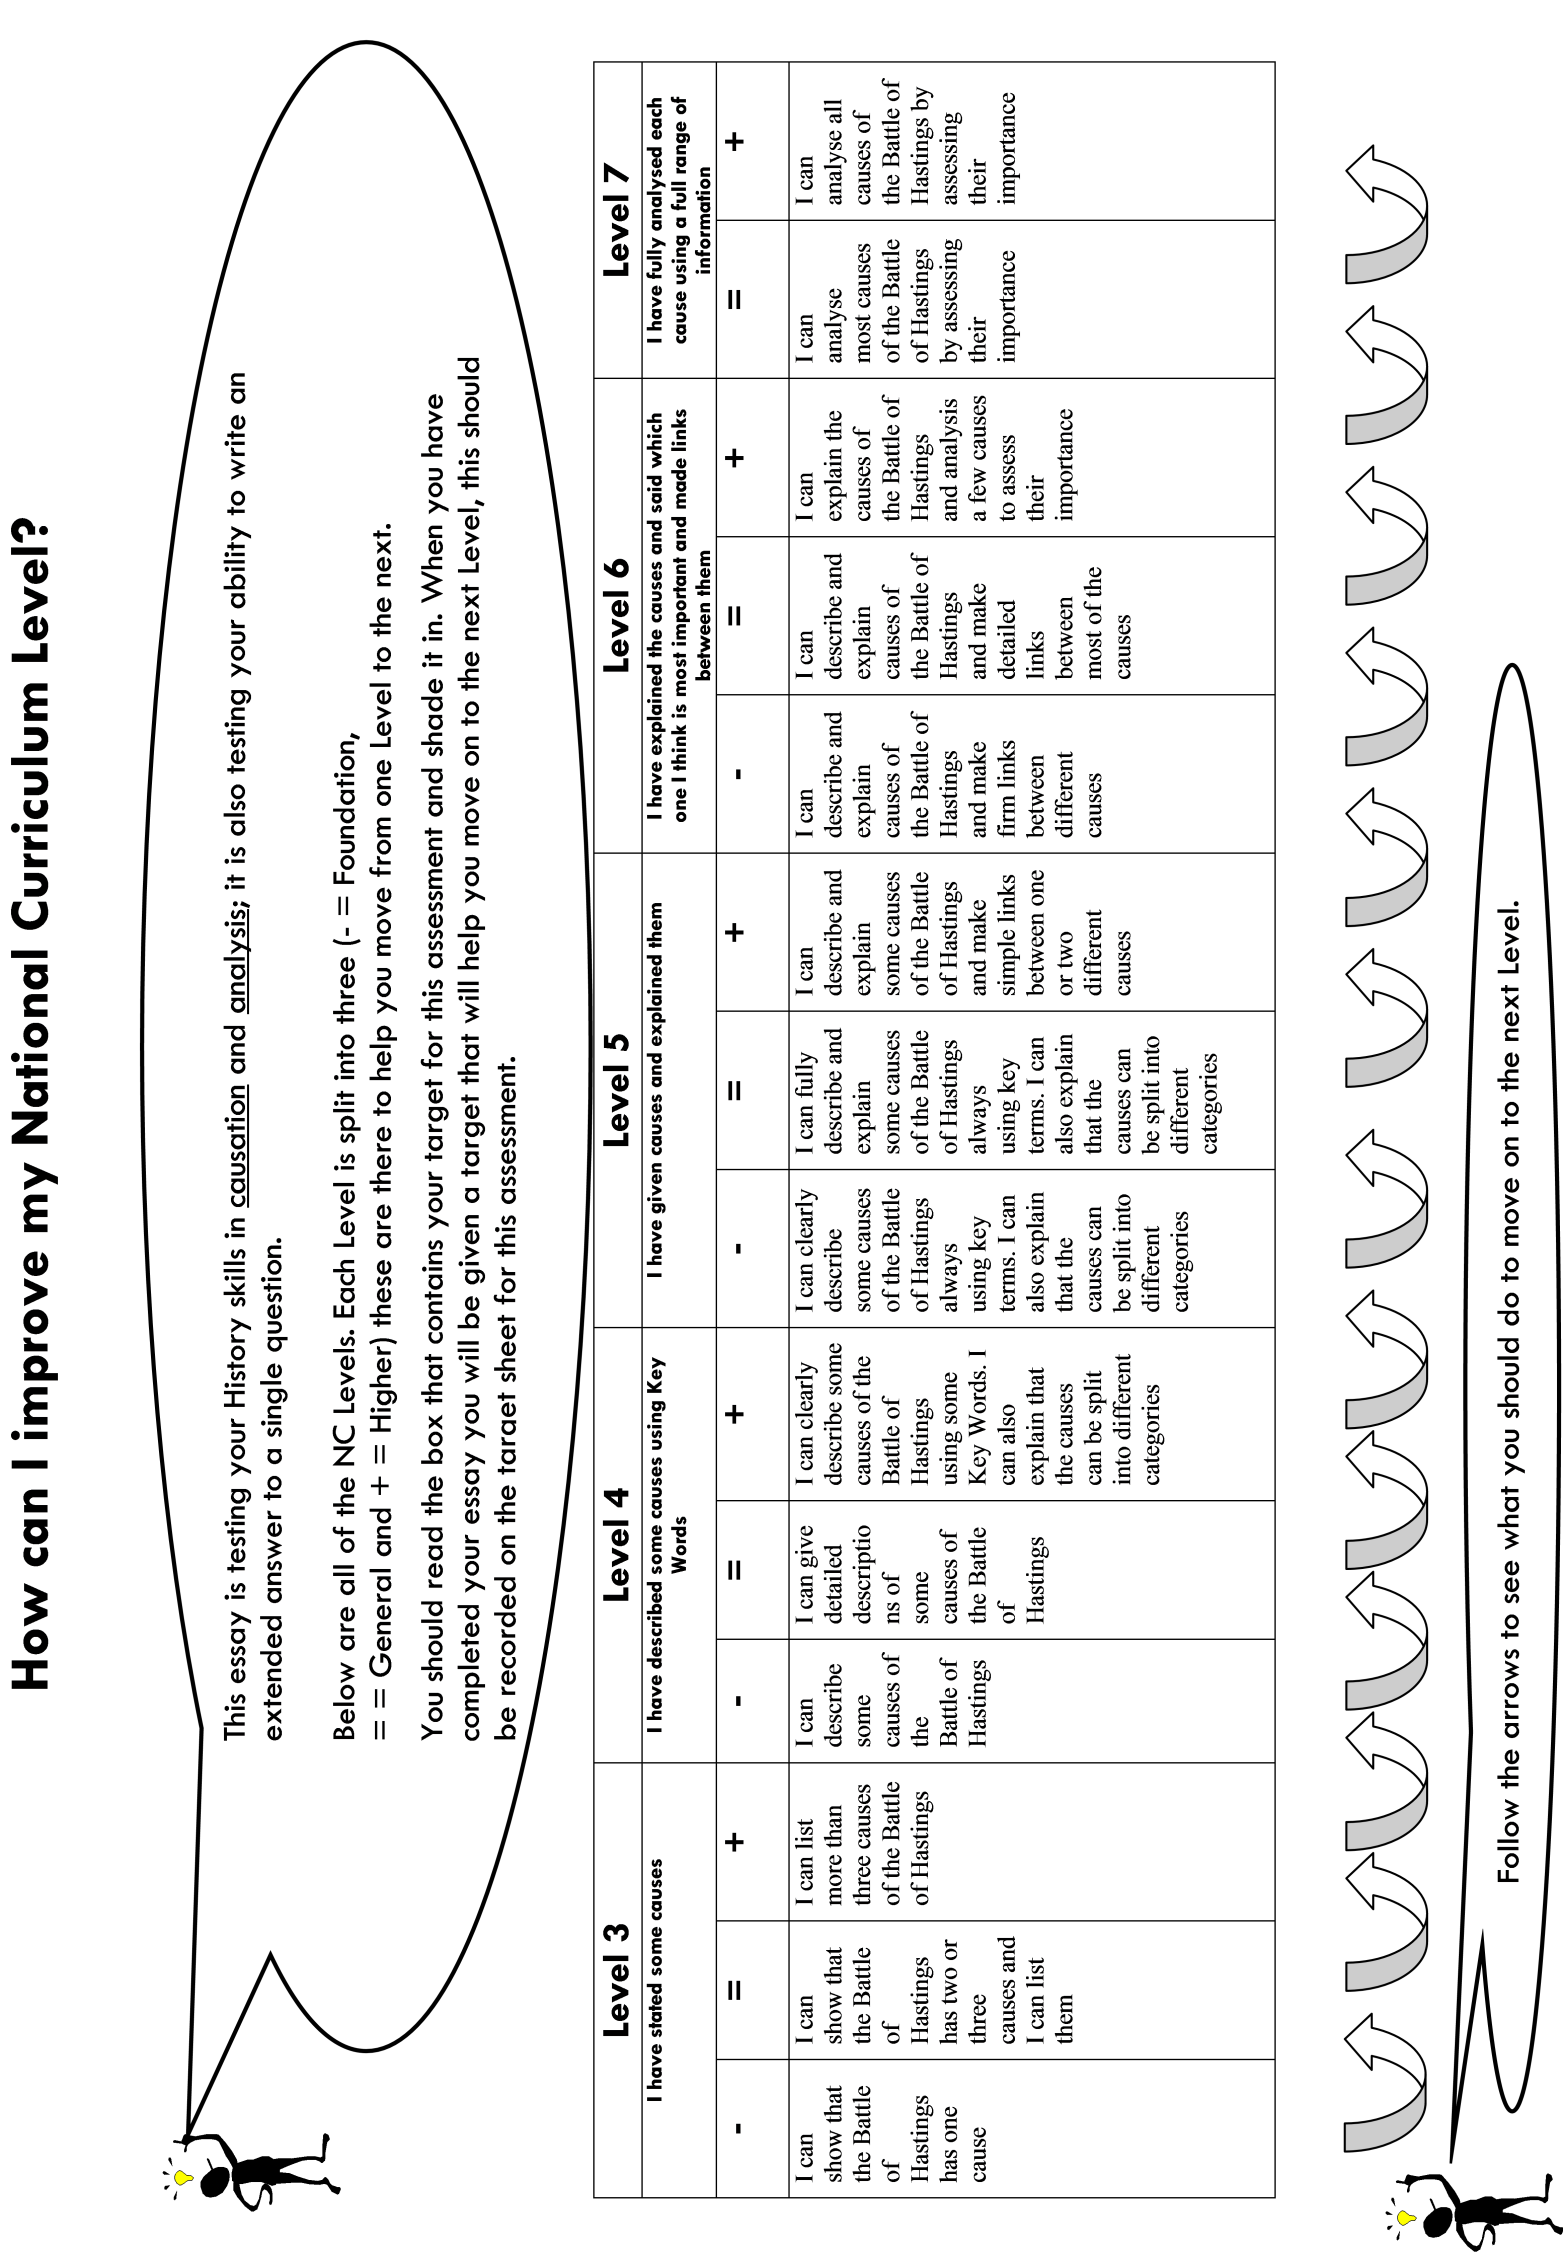 How can I improve my National Curriculum Level?
This essay is testing your History skills in causation and analysis; it is also testing your ability to write an
extended answer to a single question.
Below are all of the NC Levels. Each Level is split into three (- = Foundation,
= = General and + = Higher) these are there to help you move from one Level to the next.
You should read the box that contains your target for this assessment and shade it in. When you have
completed your essay you will be given a target that will help you move on to the next Level, this should
be recorded on the target sheet for this assessment.
Level 3
I have stated some causes
-
I can
show that
the Battle
of
Hastings
has one
cause
=
I can
show that
the Battle
of
Hastings
has two or
three
causes and
I can list
them
+
I can list
more than
three causes
of the Battle
of Hastings
Level 4
I have described some causes using Key
Words
-
I can
describe
some
causes of
the
Battle of
Hastings
=
I can give
detailed
descriptio
ns of
some
causes of
the Battle
of
Hastings
+
I can clearly
describe some
causes of the
Battle of
Hastings
using some
Key Words. I
can also
explain that
the causes
can be split
into different
categories
Level 5
I have given causes and explained them
-
I can clearly
describe
some causes
of the Battle
of Hastings
always
using key
terms. I can
also explain
that the
causes can
be split into
different
categories
=
I can fully
describe and
explain
some causes
of the Battle
of Hastings
always
using key
terms. I can
also explain
that the
causes can
be split into
different
categories
+
I can
describe and
explain
some causes
of the Battle
of Hastings
and make
simple links
between one
or two
different
causes
Level 6
I have explained the causes and said which
one I think is most important and made links
between them
-
I can
describe and
explain
causes of
the Battle of
Hastings
and make
firm links
between
different
causes
=
I can
describe and
explain
causes of
the Battle of
Hastings
and make
detailed
links
between
most of the
causes
+
I can
explain the
causes of
the Battle of
Hastings
and analysis
a few causes
to assess
their
importance
Level 7
I have fully analysed each
cause using a full range of
information
=
I can
analyse
most causes
of the Battle
of Hastings
by assessing
their
importance
+
I can
analyse all
causes of
the Battle of
Hastings by
assessing
their
importance
Follow the arrows to see what you should do to move on to the next Level.